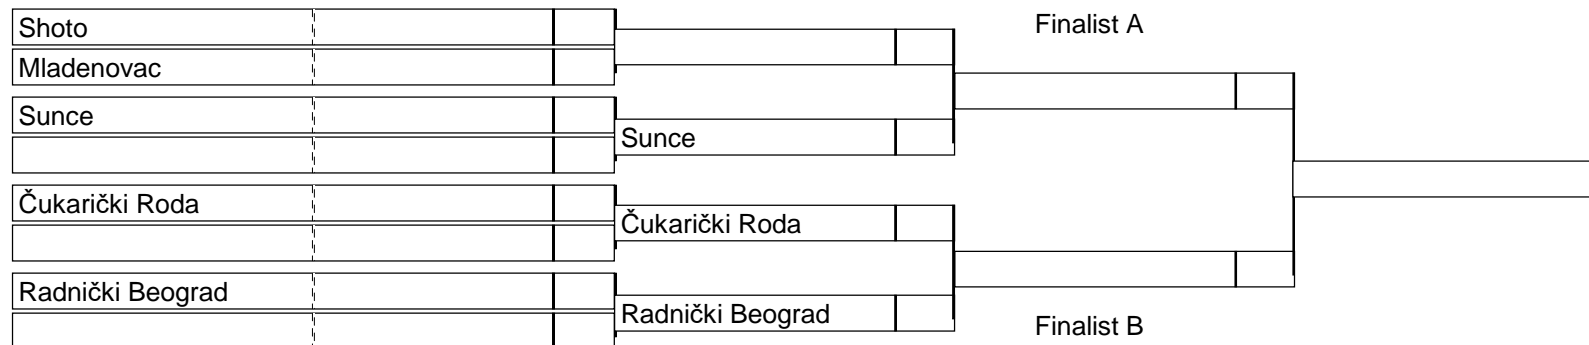 Shoto
Mladenovac
Sunce
Čukarički Roda
Radnički Beograd
Sunce
Čukarički Roda
Radnički Beograd
Finalist A
Finalist B